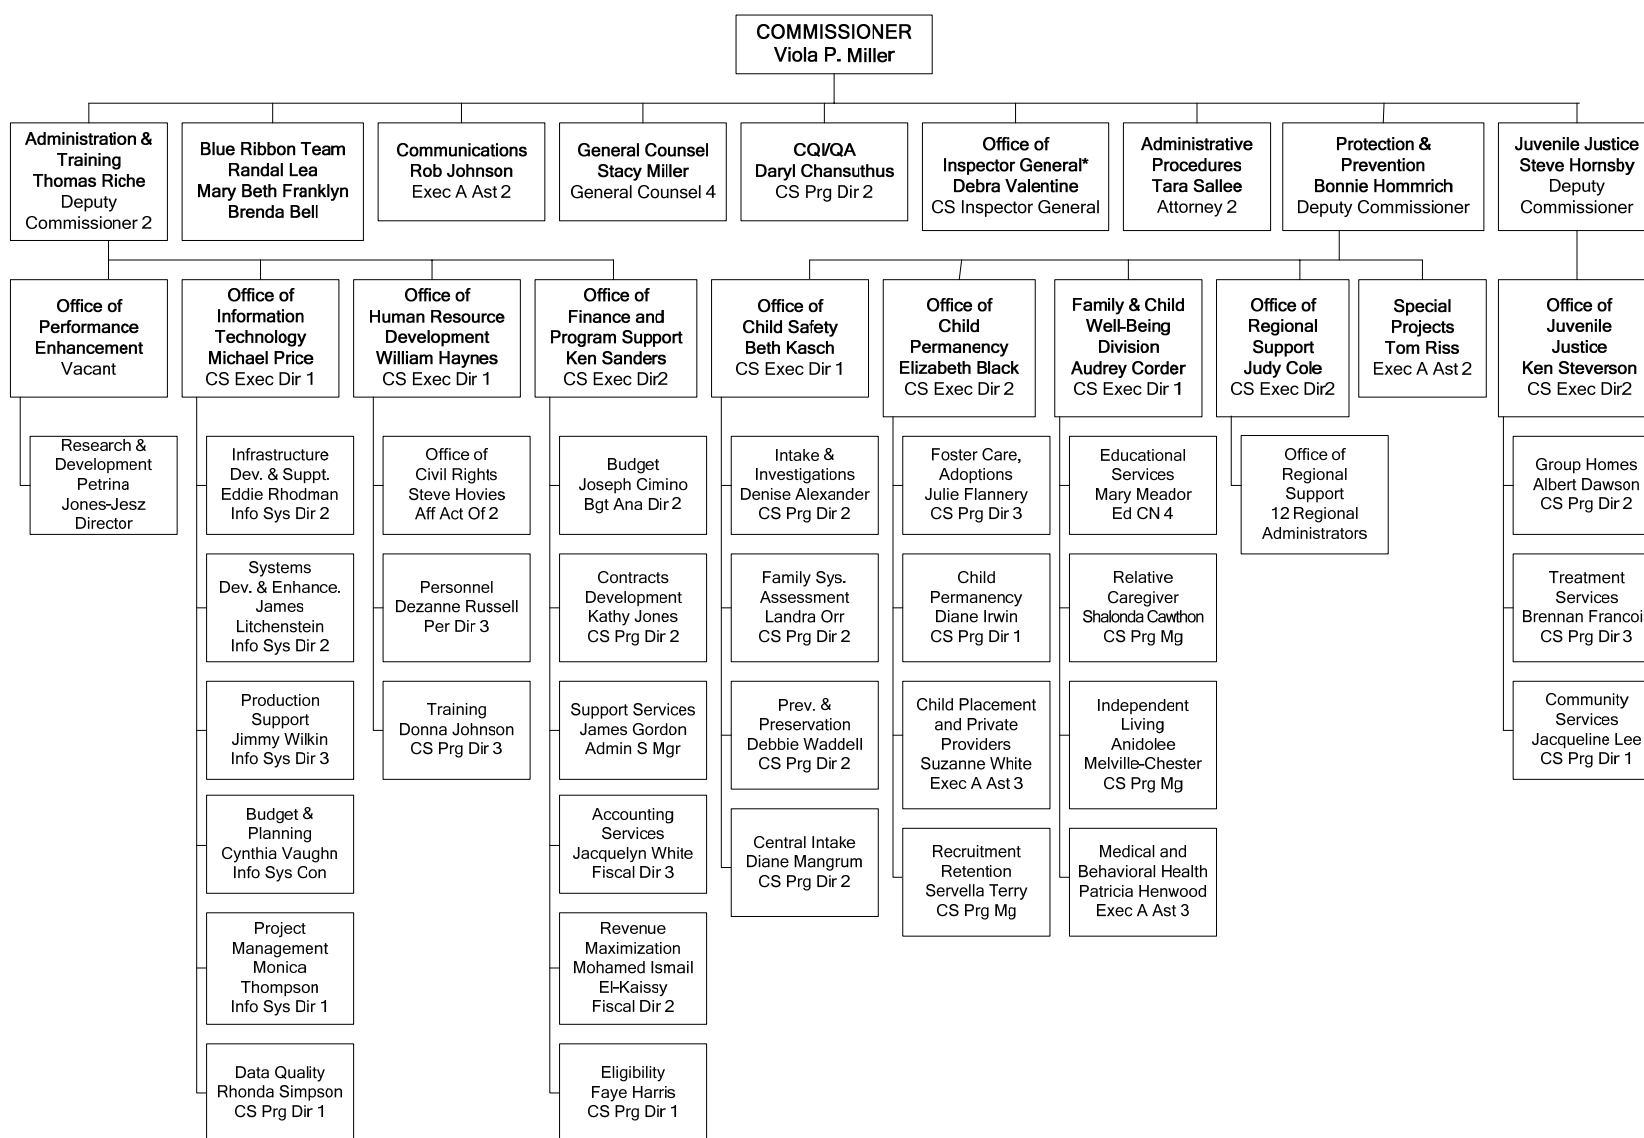 COMMISSIONER
Viola P. Miller
Administration &
Training
Thomas Riche
Deputy
Commissioner 2
Blue Ribbon Team
Randal Lea
Mary Beth Franklyn
Brenda Bell
Communications
Rob Johnson
Exec A Ast 2
General Counsel
Stacy Miller
General Counsel 4
CQI/QA
Daryl Chansuthus
CS Prg Dir 2
Office of
Inspector General*
Debra Valentine
CS Inspector General
Administrative
Procedures
Tara Sallee
Attorney 2
Protection &
Prevention
Bonnie Hommrich
Deputy Commissioner
Juvenile Justice
Steve Hornsby
Deputy
Commissioner
Office of
Performance
Enhancement
Vacant
Office of
Information
Technology
Michael Price
CS Exec Dir 1
Office of
Human Resource
Development
William Haynes
CS Exec Dir 1
Office of
Finance and
Program Support
Ken Sanders
CS Exec Dir2
Office of
Child Safety
Beth Kasch
CS Exec Dir 1
Office of
Child
Permanency
Elizabeth Black
CS Exec Dir 2
Family & Child
Well-Being
Division
Audrey Corder
CS Exec Dir 1
Office of
Regional
Support
Judy Cole
CS Exec Dir2
Special
Projects
Tom Riss
Exec A Ast 2
Office of
Juvenile
Justice
Ken Steverson
CS Exec Dir2
Research &
Development
Petrina
Jones-Jesz
Director
Infrastructure
Dev. & Suppt.
Eddie Rhodman
Info Sys Dir 2
Office of
Civil Rights
Steve Hovies
Aff Act Of 2
Budget
Joseph Cimino
Bgt Ana Dir 2
Intake &
Investigations
Denise Alexander
CS Prg Dir 2
Foster Care,
Adoptions
Julie Flannery
CS Prg Dir 3
Educational
Services
Mary Meador
Ed CN 4
Office of
Regional
Support
12 Regional
Administrators
Group Homes
Albert Dawson
CS Prg Dir 2
Systems
Dev. & Enhance.
James
Litchenstein
Info Sys Dir 2
Personnel
Dezanne Russell
Per Dir 3
Contracts
Development
Kathy Jones
CS Prg Dir 2
Family Sys.
Assessment
Landra Orr
CS Prg Dir 2
Child
Permanency
Diane Irwin
CS Prg Dir 1
Relative
Caregiver
Shalonda Cawthon
CS Prg Mg
Treatment
Services
Brennan Francois
CS Prg Dir 3
Production
Support
Jimmy Wilkin
Info Sys Dir 3
Training
Donna Johnson
CS Prg Dir 3
Support Services
James Gordon
Admin S Mgr
Prev. &
Preservation
Debbie Waddell
CS Prg Dir 2
Child Placement
and Private
Providers
Suzanne White
Exec A Ast 3
Independent
Living
Anidolee
Melville-Chester
CS Prg Mg
Community
Services
Jacqueline Lee
CS Prg Dir 1
Budget &
Planning
Cynthia Vaughn
Info Sys Con
Accounting
Services
Jacquelyn White
Fiscal Dir 3
Central Intake
Diane Mangrum
CS Prg Dir 2
Recruitment
Retention
Servella Terry
CS Prg Mg
Medical and
Behavioral Health
Patricia Henwood
Exec A Ast 3
Project
Management
Monica
Thompson
Info Sys Dir 1
Revenue
Maximization
Mohamed Ismail
El-Kaissy
Fiscal Dir 2
Data Quality
Rhonda Simpson
CS Prg Dir 1
Eligibility
Faye Harris
CS Prg Dir 1